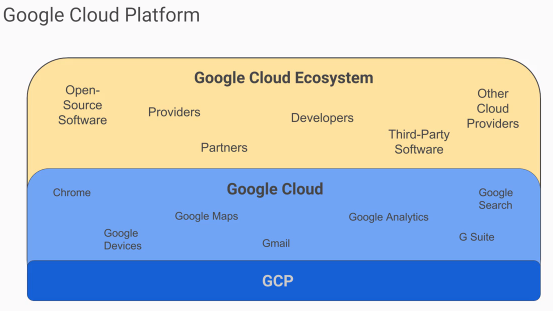 Google Cloud Platform
Google Cloud Ecosystem
Open-
Source
Software
Providers
Developers
Other
Cloud
Providers
Partners
Third-Party
Software
Google Cloud
Chrome
Google
Search
Google Maps
Google Analytics
Google
Devices
Gmail
G Suite
GCP